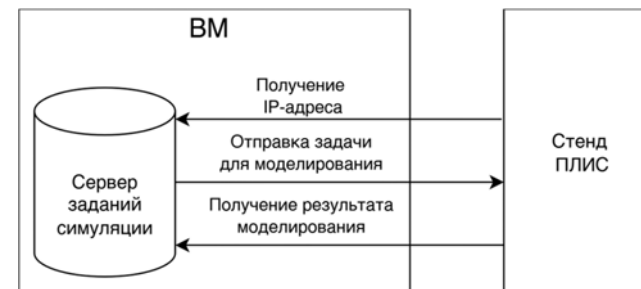 ВМ
Получение
IP-адреса
Отправка задачи
для моделирования
Сервер
заданий
симуляции
Получение результата
моделирования
Стенд
ПЛИС